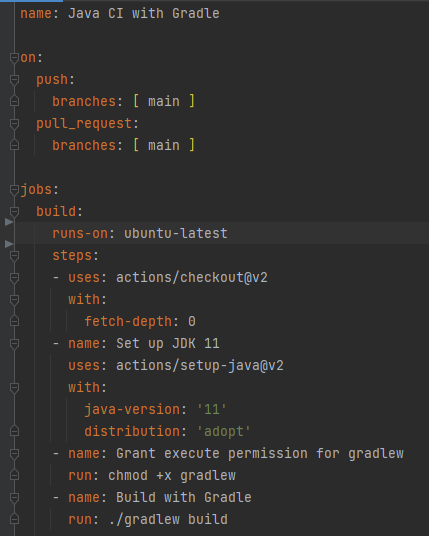 name: Java CI with Gradle
on:
push:
branches: [ main ]
pull_request:
branches: [ main ]
jobs:
build:
runs-on: ubuntu-latest
steps:
- uses: actions/checkout@v2
with:
fetch-depth: 0
- name: Set up JDK 11
uses: actions/setup-java@v2
with:
java-version: '11'
distribution: 'adopt'
- name: Grant execute permission for gradlew
run: chmod +x gradlew
- name: Build with Gradle
run: ./gradlew build